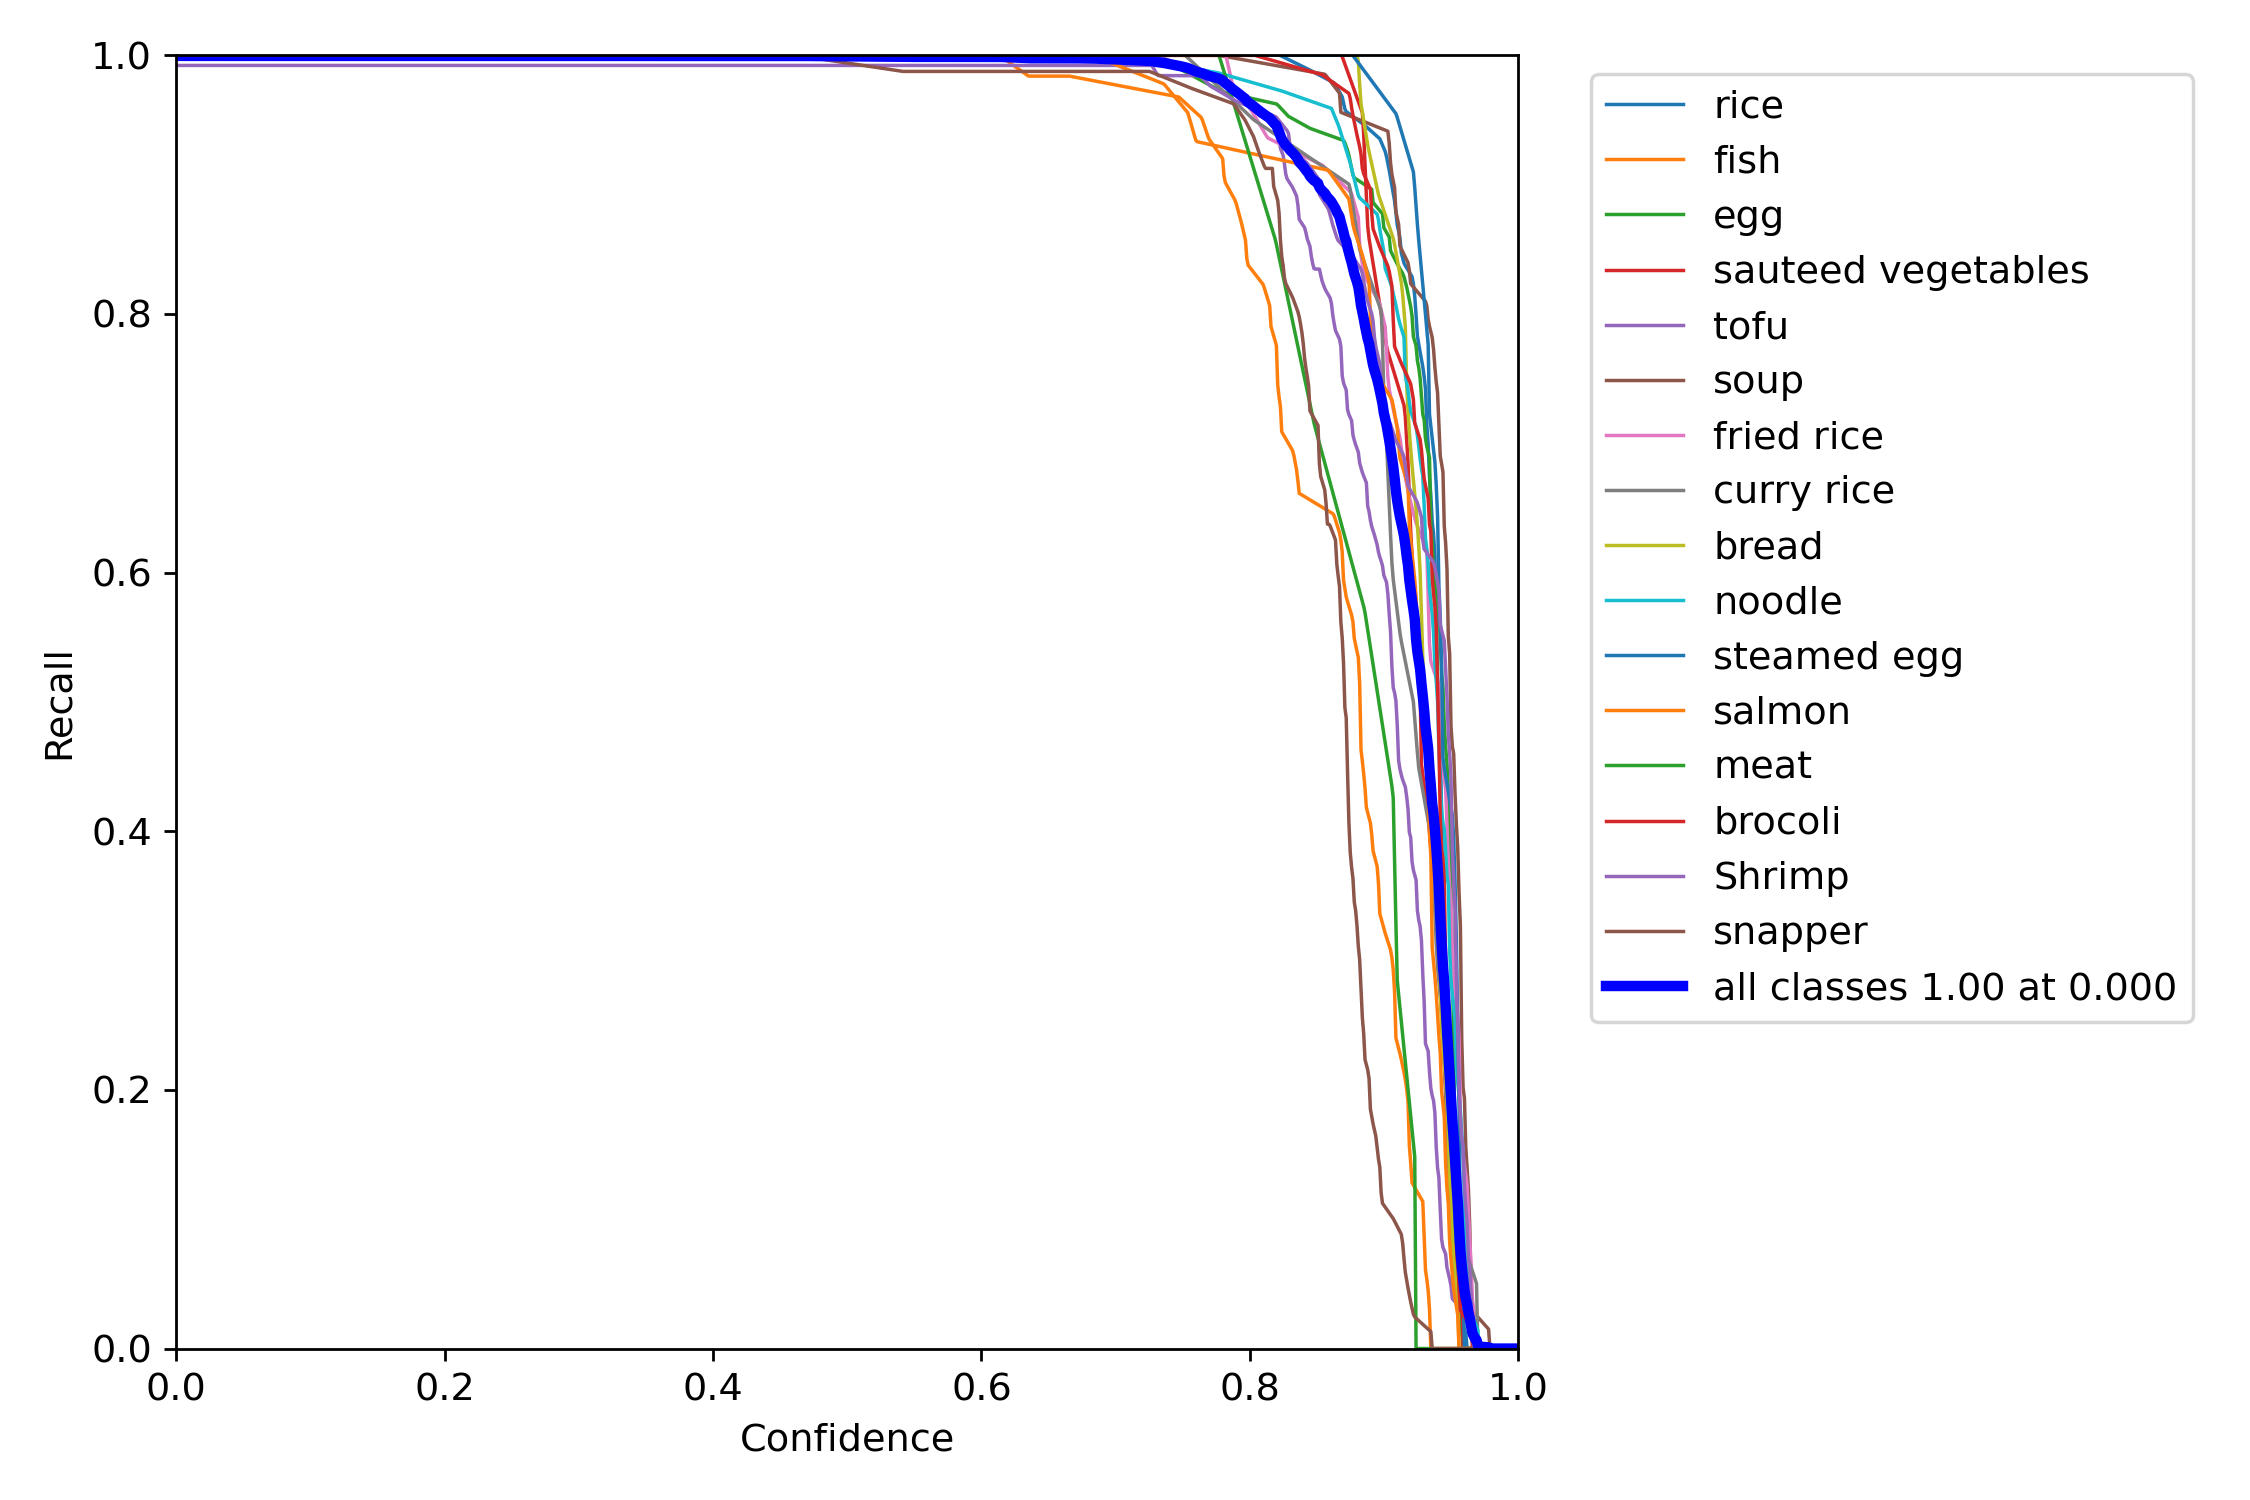 1.0
0.8
0.6
0.4
0.2
0.0
Recall
0.0 0.2 0.4 0.6 0.8 1.0
Confidence
rice
fish
egg
sauteed vegetables
tofu
soup
fried rice
curry rice
bread
noodle
steamed egg
salmon
meat
brocoli
Shrimp
snapper
all classes 1.00 at 0.000